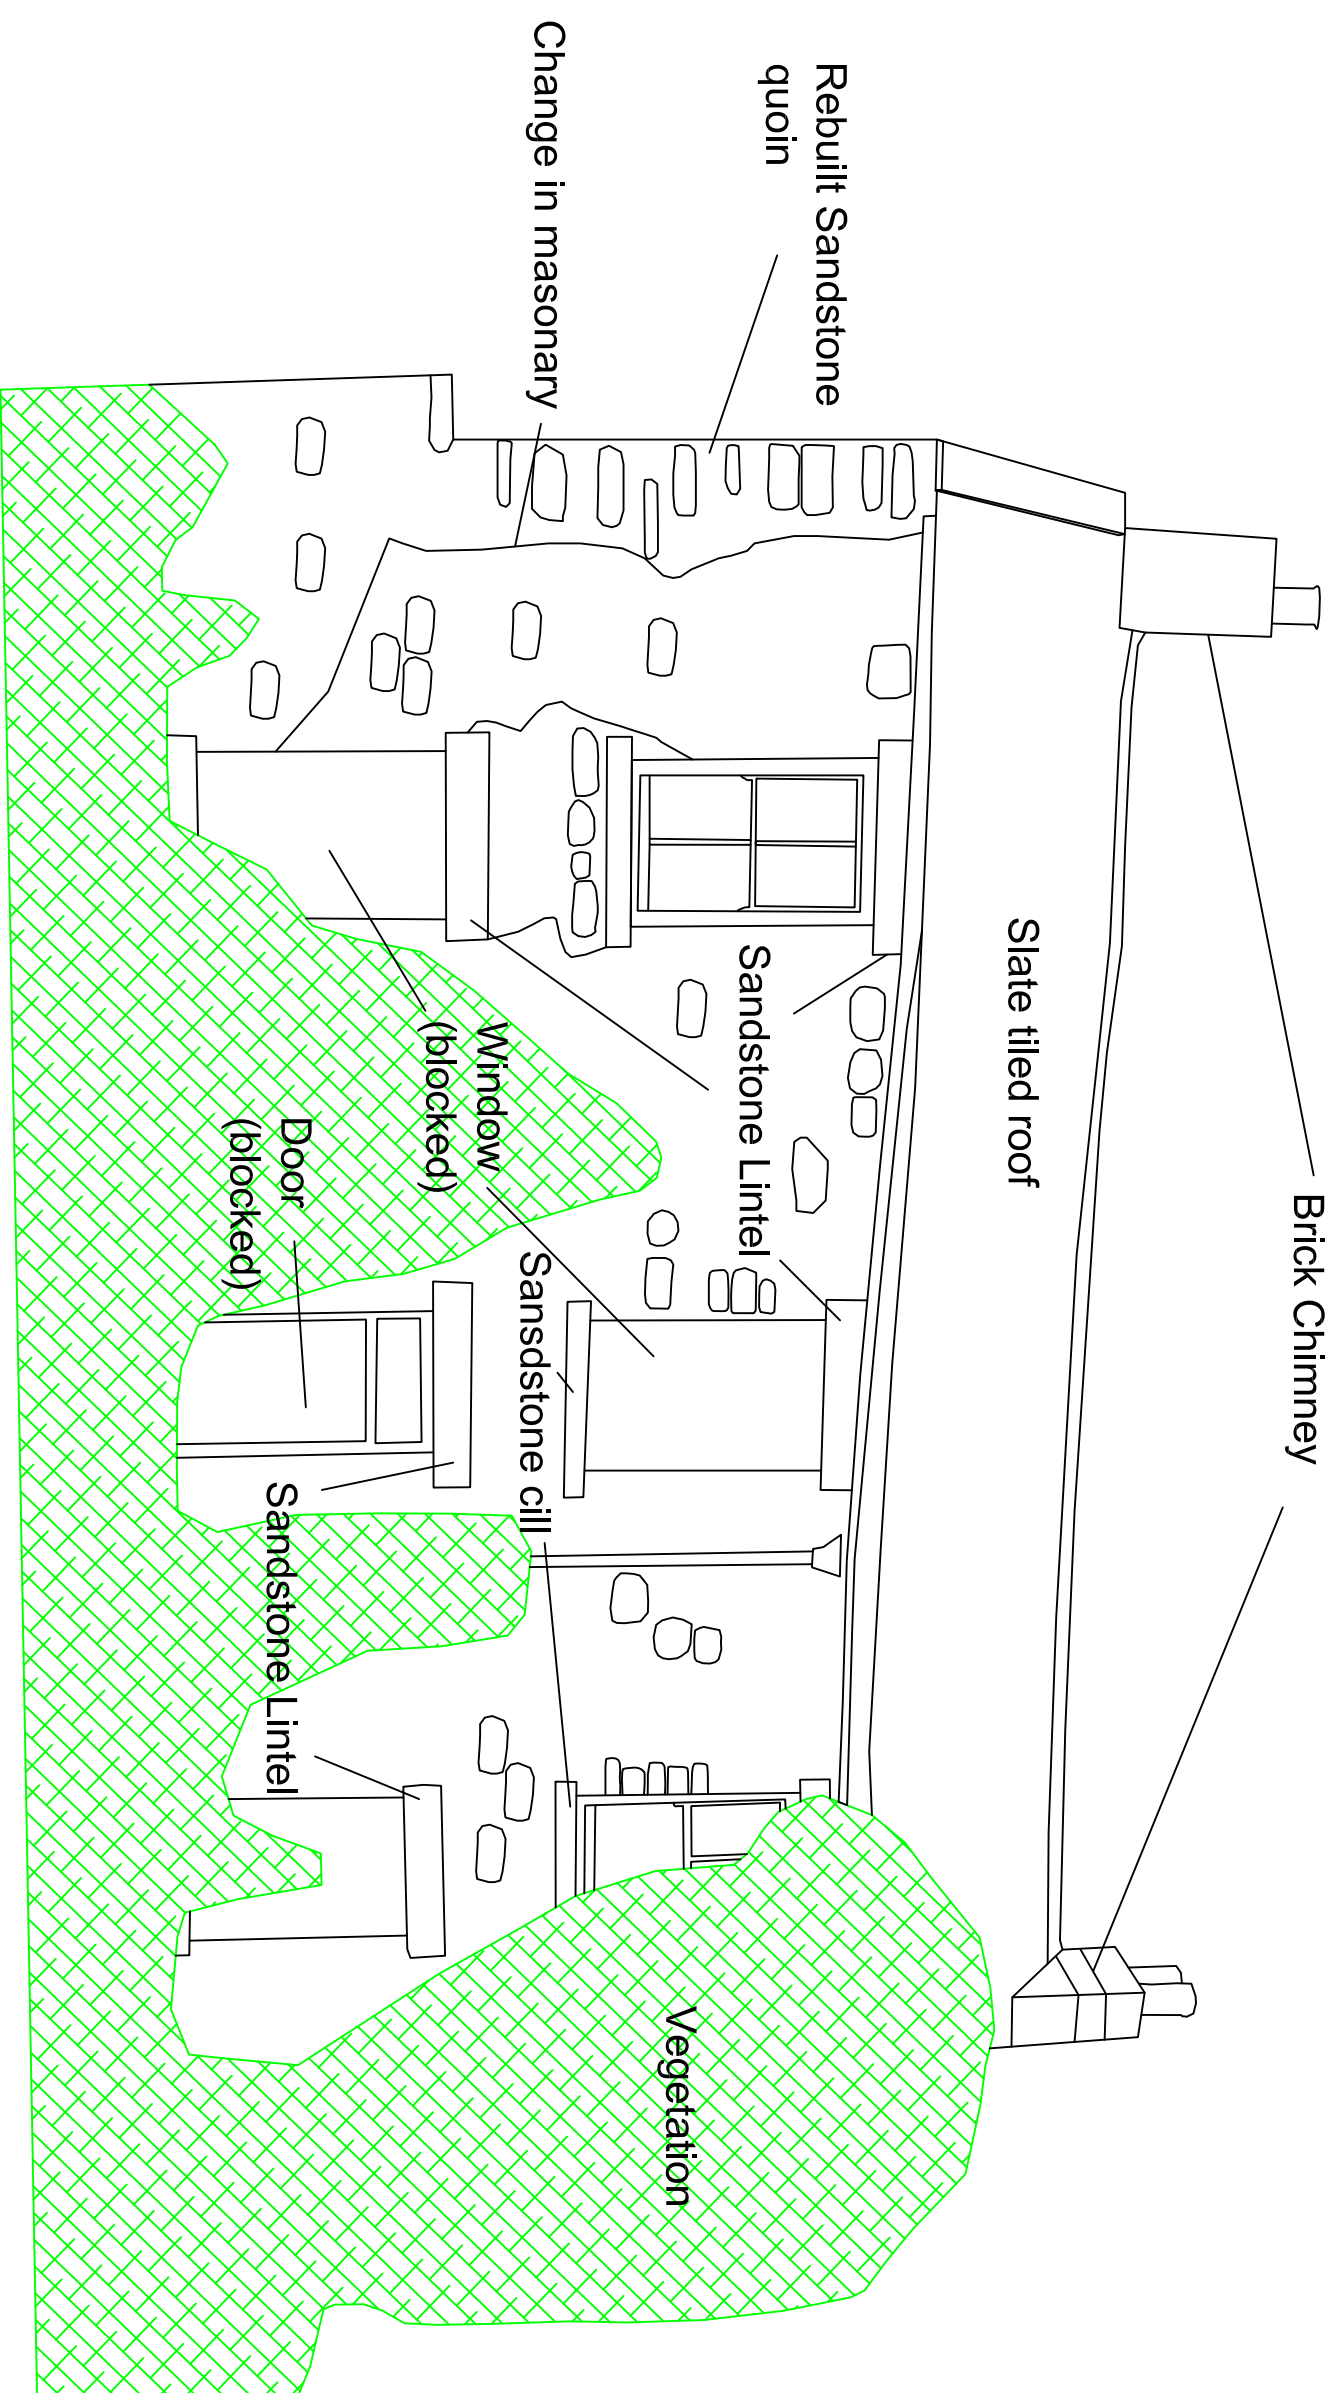 Brick Chimney
Slate tiled roof
Rebuilt Sandstone
quoin
Sandstone Lintel
Vegetation
Change in masonary
Sansdstone cill
Window
(blocked)
Door
(blocked)
Sandstone Lintel